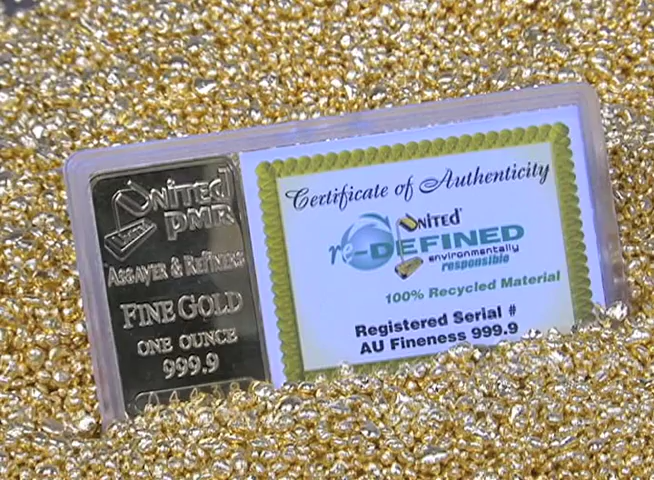 UNITED
PMR
ASSAYER & REFINERS
FINE GOLD
ONE OUNCE
999.9
Certificate of Authenticity
UNITED
re-DEFINED
environmentally
responsible
100% Recycled Material
Registered Serial #
AU Fineness 999.9